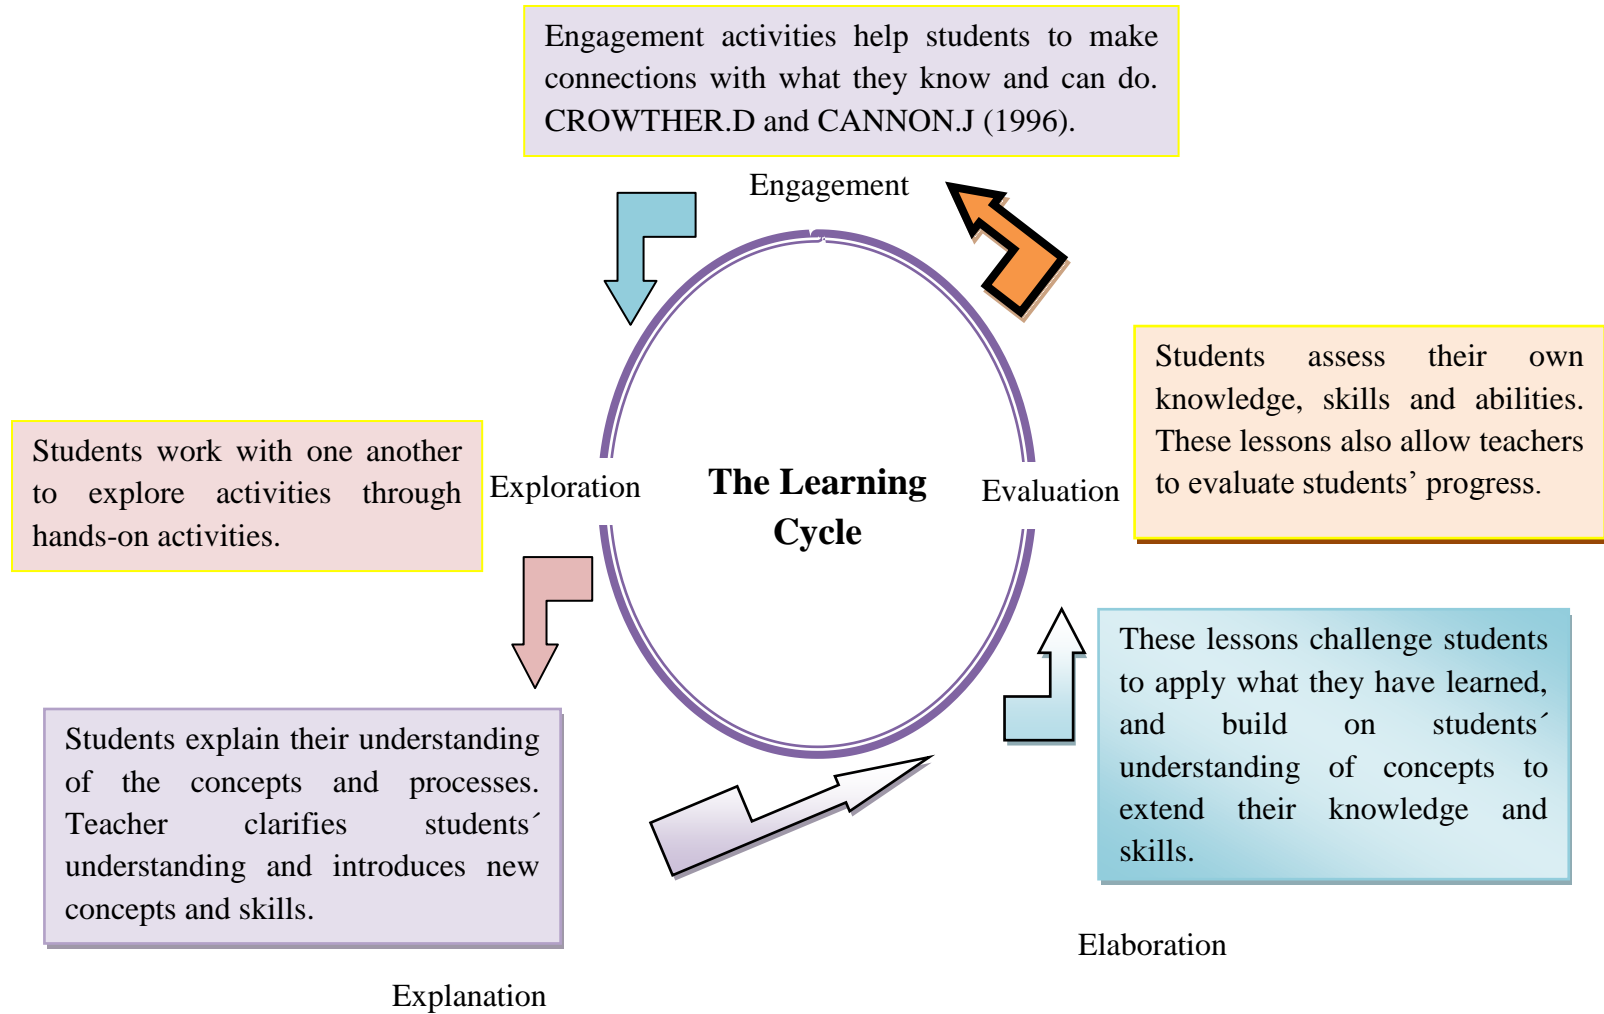 Engagement activities help students to make
connections with what they know and can do.
CROWTHER.D and CANNON.J (1996).
Engagement
Students work with one another
to explore activities through
hands-on activities.
Exploration
The Learning
Cycle
Evaluation
Students assess their own
knowledge, skills and abilities.
These lessons also allow teachers
to evaluate students’ progress.
Students explain their understanding
of the concepts and processes.
Teacher clarifies students´
understanding and introduces new
concepts and skills.
Explanation
These lessons challenge students
to apply what they have learned,
and build on students´
understanding of concepts to
extend their knowledge and
skills.
Elaboration